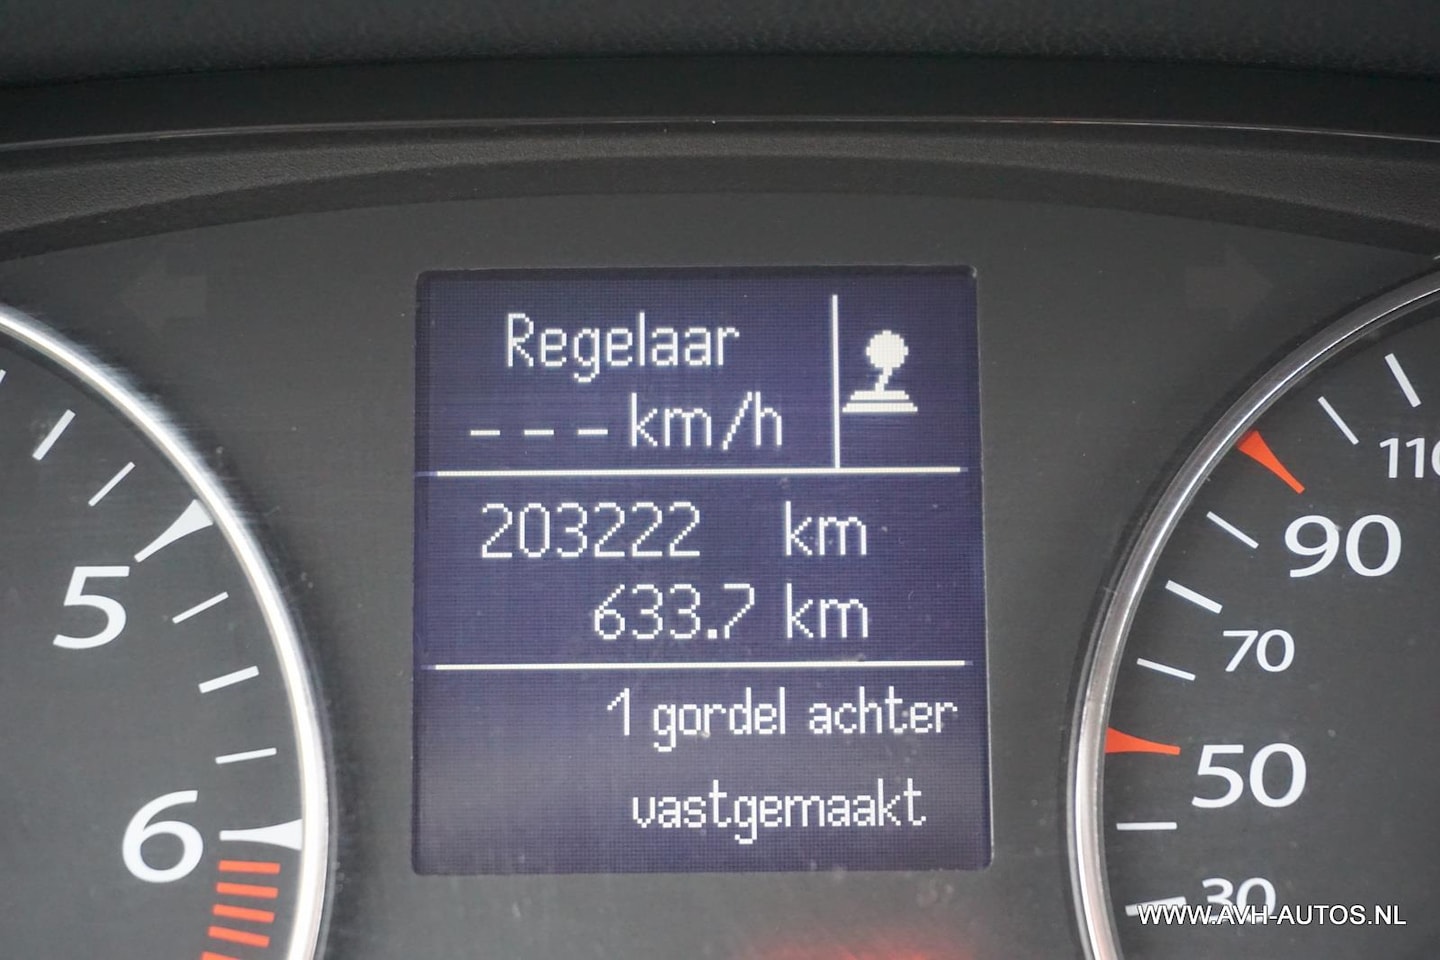 Regelaar
---km/h
203222 km
633.7 km
1 gordel achter
vastgemaakt
5
6
110
90
70
50
30
WWW.AVH-AUTOS.NL